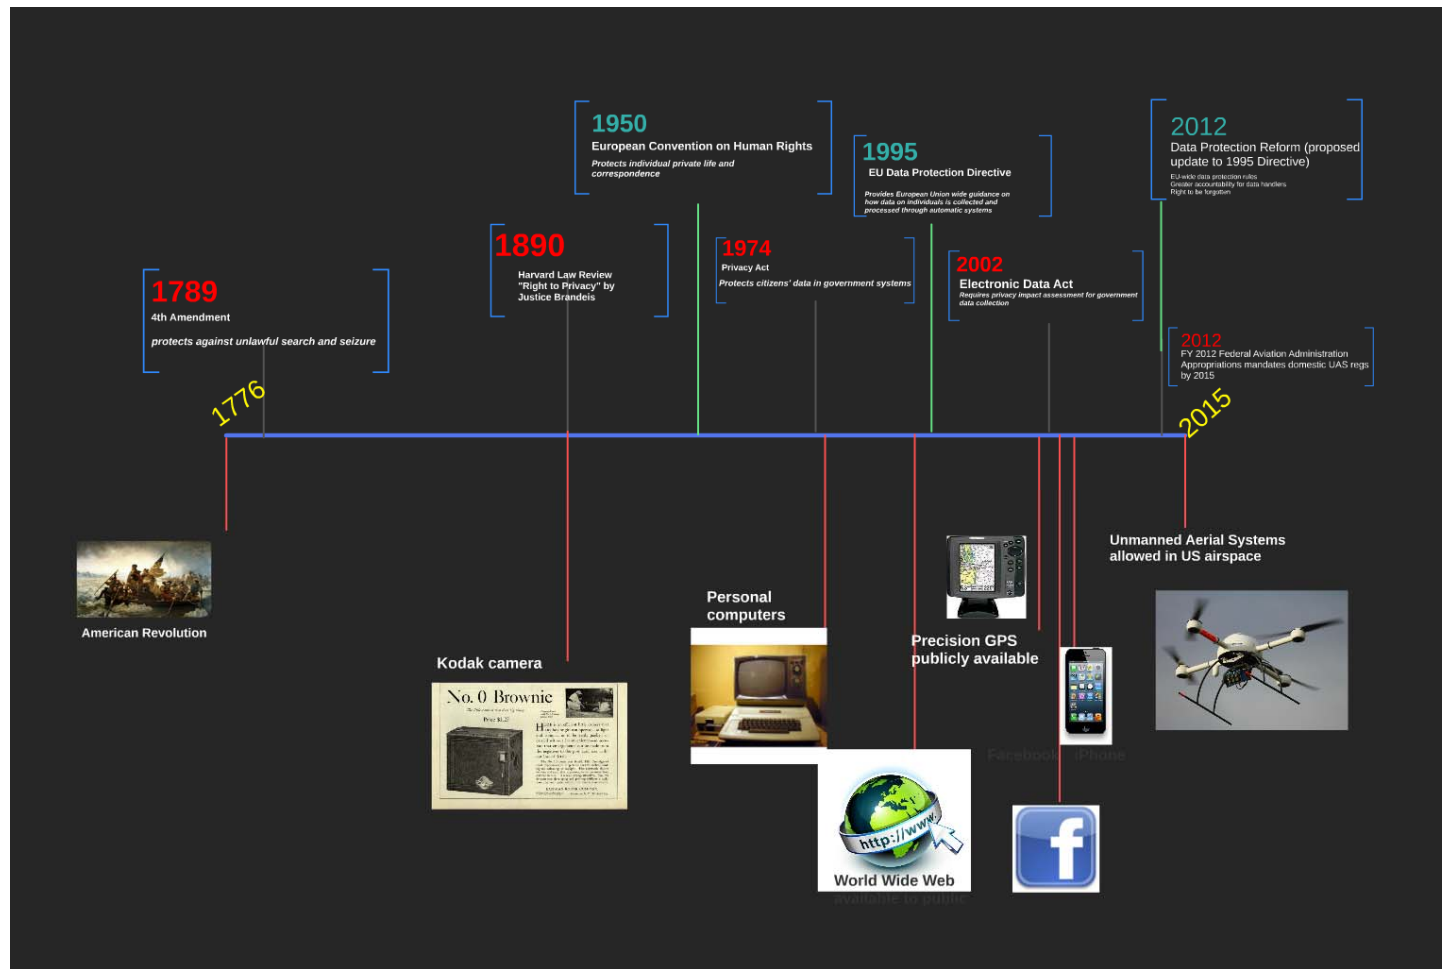 1950
European Convention on Human Rights
Protects individual private life and
correspondence
1995
EU Data Protection Directive
Provides European Union wide guidance on
how data on individuals is collected and
processed through automatic systems
2012
Data Protection Reform (proposed
update to 1995 Directive)
EU-wide data protection rules
Greater accountability for data handlers
Right to be forgotten
1789
4th Amendment
protects against unlawful search and seizure
1890
Harvard Law Review
"Right to Privacy" by
Justice Brandeis
1974
Privacy Act
Protects citizens' data in government systems
2002
Electronic Data Act
Requires privacy impact assessment for government
data collection
2012
FY 2012 Federal Aviation Administration
Appropriations mandates domestic UAS regs
by 2015
1776
2015
American Revolution
Kodak camera
No. 0 Brownie
Personal
computers
Precision GPS
publicly available
Unmanned Aerial Systems
allowed in US airspace
Facebook
iPhone
http://www.
World Wide Web
available to public
f